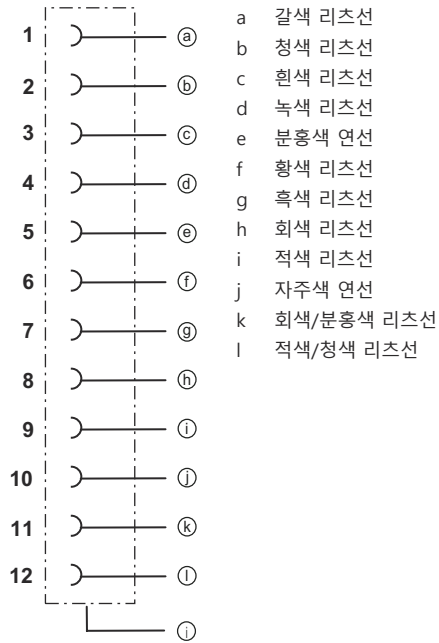 1 ⓐ
2 ⓑ
3 ⓒ
4 ⓓ
5 ⓔ
6 ⓕ
7 ⓖ
8 ⓗ
9 ⓘ
10 ⓙ
11 ⓚ
12 ⓛ
ⓘ
a 갈색 리츠선
b 청색 리츠선
c 흰색 리츠선
d 녹색 리츠선
e 분홍색 연선
f 황색 리츠선
g 흑색 리츠선
h 회색 리츠선
i 적색 리츠선
j 자주색 연선
k 회색/분홍색 리츠선
l 적색/청색 리츠선